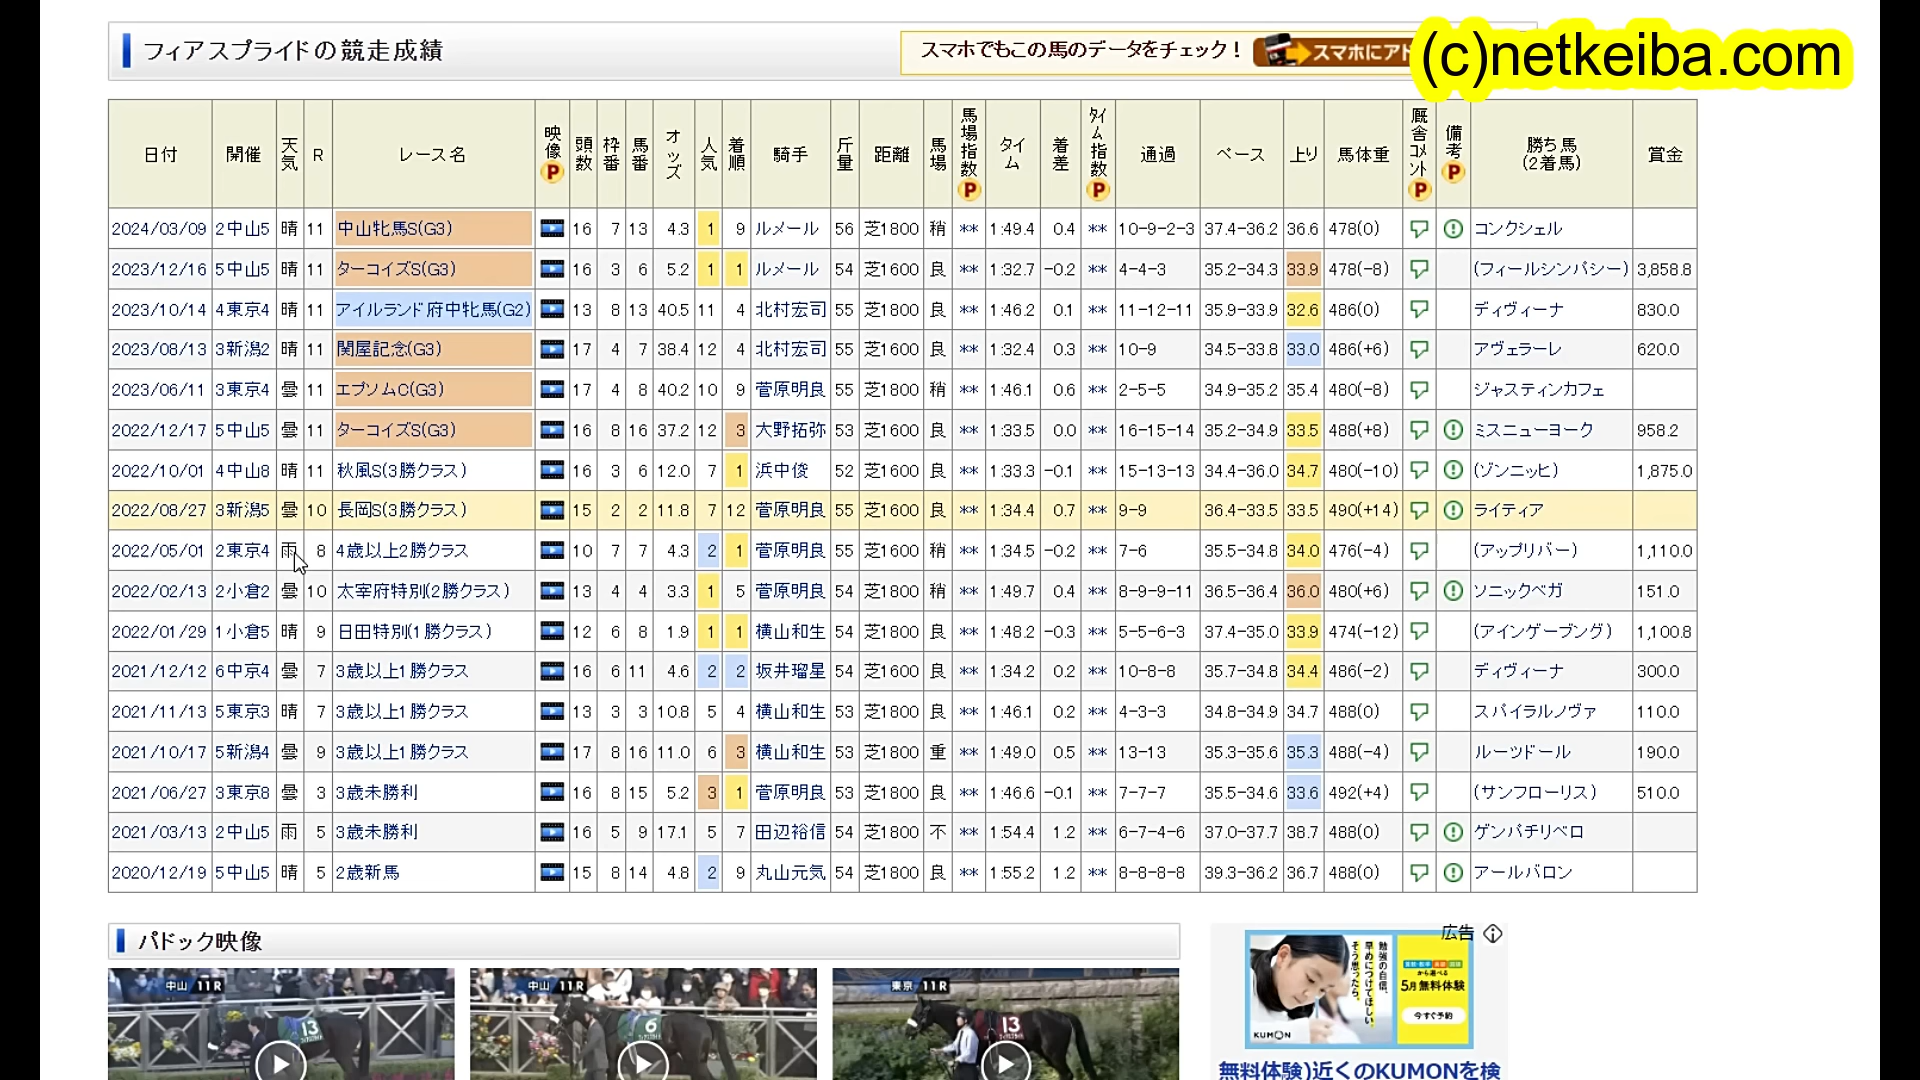 フィアスプライドの競走成績
スマホでもこの馬のデータをチェック！
スマホにアド
(c)netkeiba.com
日付 開催 天気 R レース名 映像 P 頭数 枠番 馬番 オッズ 人気 着順 騎手 斤量 距離 馬場 馬場指数 P タイム 着差 タイム指数 P 通過 ペース 上り 馬体重 厩舎コメント P 備考 P 勝ち馬(2着馬) 賞金
2024/03/09 2中山5 晴 11 中山牝馬S(G3) 16 7 13 4.3 1 9 ルメール 56 芝1800 稍 ** 1:49.4 0.4 ** 10-9-2-3 37.4-36.2 36.6 478(0) コンクシェル
2023/12/16 5中山5 晴 11 ターコイズS(G3) 16 3 6 5.2 1 1 ルメール 54 芝1600 良 ** 1:32.7 -0.2 ** 4-4-3 35.2-34.3 33.9 478(-8) (フィールシンパシー) 3,858.8
2023/10/14 4東京4 晴 11 アイルランド府中牝馬(G2) 13 8 13 40.5 11 4 北村宏司 55 芝1800 良 ** 1:46.2 0.1 ** 11-12-11 35.9-33.9 32.6 486(0) ディヴィーナ 830.0
2023/08/13 3新潟2 晴 11 関屋記念(G3) 17 4 7 38.4 12 4 北村宏司 55 芝1600 良 ** 1:32.4 0.3 ** 10-9 34.5-33.8 33.0 486(+6) アヴェラーレ 620.0
2023/06/11 3東京4 曇 11 エプソムC(G3) 17 4 8 40.2 10 9 菅原明良 55 芝1800 稍 ** 1:46.1 0.6 ** 2-5-5 34.9-35.2 35.4 480(-8) ジャスティンカフェ
2022/12/17 5中山5 曇 11 ターコイズS(G3) 16 8 16 37.2 12 3 大野拓弥 53 芝1600 良 ** 1:33.5 0.0 ** 16-15-14 35.2-34.9 33.5 488(+8) ミスニューヨーク 958.2
2022/10/01 4中山8 晴 11 秋風S(3勝クラス) 16 3 6 12.0 7 1 浜中俊 52 芝1600 良 ** 1:33.3 -0.1 ** 15-13-13 34.4-36.0 34.7 480(-10) (ゾンニッヒ) 1,875.0
2022/08/27 3新潟5 曇 10 長岡S(3勝クラス) 15 2 2 11.8 7 12 菅原明良 55 芝1600 良 ** 1:34.4 0.7 ** 9-9 36.4-33.5 33.5 490(+14) ライティア
2022/05/01 2東京4 雨 8 4歳以上2勝クラス 10 7 7 4.3 2 1 菅原明良 55 芝1600 稍 ** 1:34.5 -0.2 ** 7-6 35.5-34.8 34.0 476(-4) (アップリバー) 1,110.0
2022/02/13 2小倉2 曇 10 太宰府特別(2勝クラス) 13 4 4 3.3 1 5 菅原明良 54 芝1800 稍 ** 1:49.7 0.4 ** 8-9-9-11 36.5-36.4 36.0 480(+6) ソニックベガ 151.0
2022/01/29 1小倉5 晴 9 日田特別(1勝クラス) 12 6 8 1.9 1 1 横山和生 54 芝1800 良 ** 1:48.2 -0.3 ** 5-5-6-3 37.4-35.0 33.9 474(-12) (アインゲーブング) 1,100.8
2021/12/12 6中京4 曇 7 3歳以上1勝クラス 16 6 11 4.6 2 2 坂井瑠星 54 芝1600 良 ** 1:34.2 0.2 ** 10-8-8 35.7-34.8 34.4 486(-2) ディヴィーナ 300.0
2021/11/13 5東京3 晴 7 3歳以上1勝クラス 13 3 3 10.8 5 4 横山和生 53 芝1800 良 ** 1:46.1 0.2 ** 4-3-3 34.8-34.9 34.7 488(0) スパイラルノヴァ 110.0
2021/10/17 5新潟4 曇 9 3歳以上1勝クラス 17 8 16 11.0 6 3 横山和生 53 芝1800 重 ** 1:49.0 0.5 ** 13-13 35.3-35.6 35.3 488(-4) ルーツドール 190.0
2021/06/27 3東京8 曇 3 3歳未勝利 16 8 15 5.2 3 1 菅原明良 53 芝1800 良 ** 1:46.6 -0.1 ** 7-7-7 35.5-34.6 33.6 492(+4) (サンフローリス) 510.0
2021/03/13 2中山5 雨 5 3歳未勝利 16 5 9 17.1 5 7 田辺裕信 54 芝1800 不 ** 1:54.4 1.2 ** 6-7-4-6 37.0-37.7 38.7 488(0) ゲンパチリベロ
2020/12/19 5中山5 晴 5 2歳新馬 15 8 14 4.8 2 9 丸山元気 54 芝1800 良 ** 1:55.2 1.2 ** 8-8-8-8 39.3-36.2 36.7 488(0) アールバロン
パドック映像
中山 11R
13
中山 11R
6
東京 11R
13
広告
勉強の自信、
早めにつけてほしい。
そう思ったら。
から選べる
5月無料体験
今すぐ予約
KUMON
無料体験)近くのKUMONを検